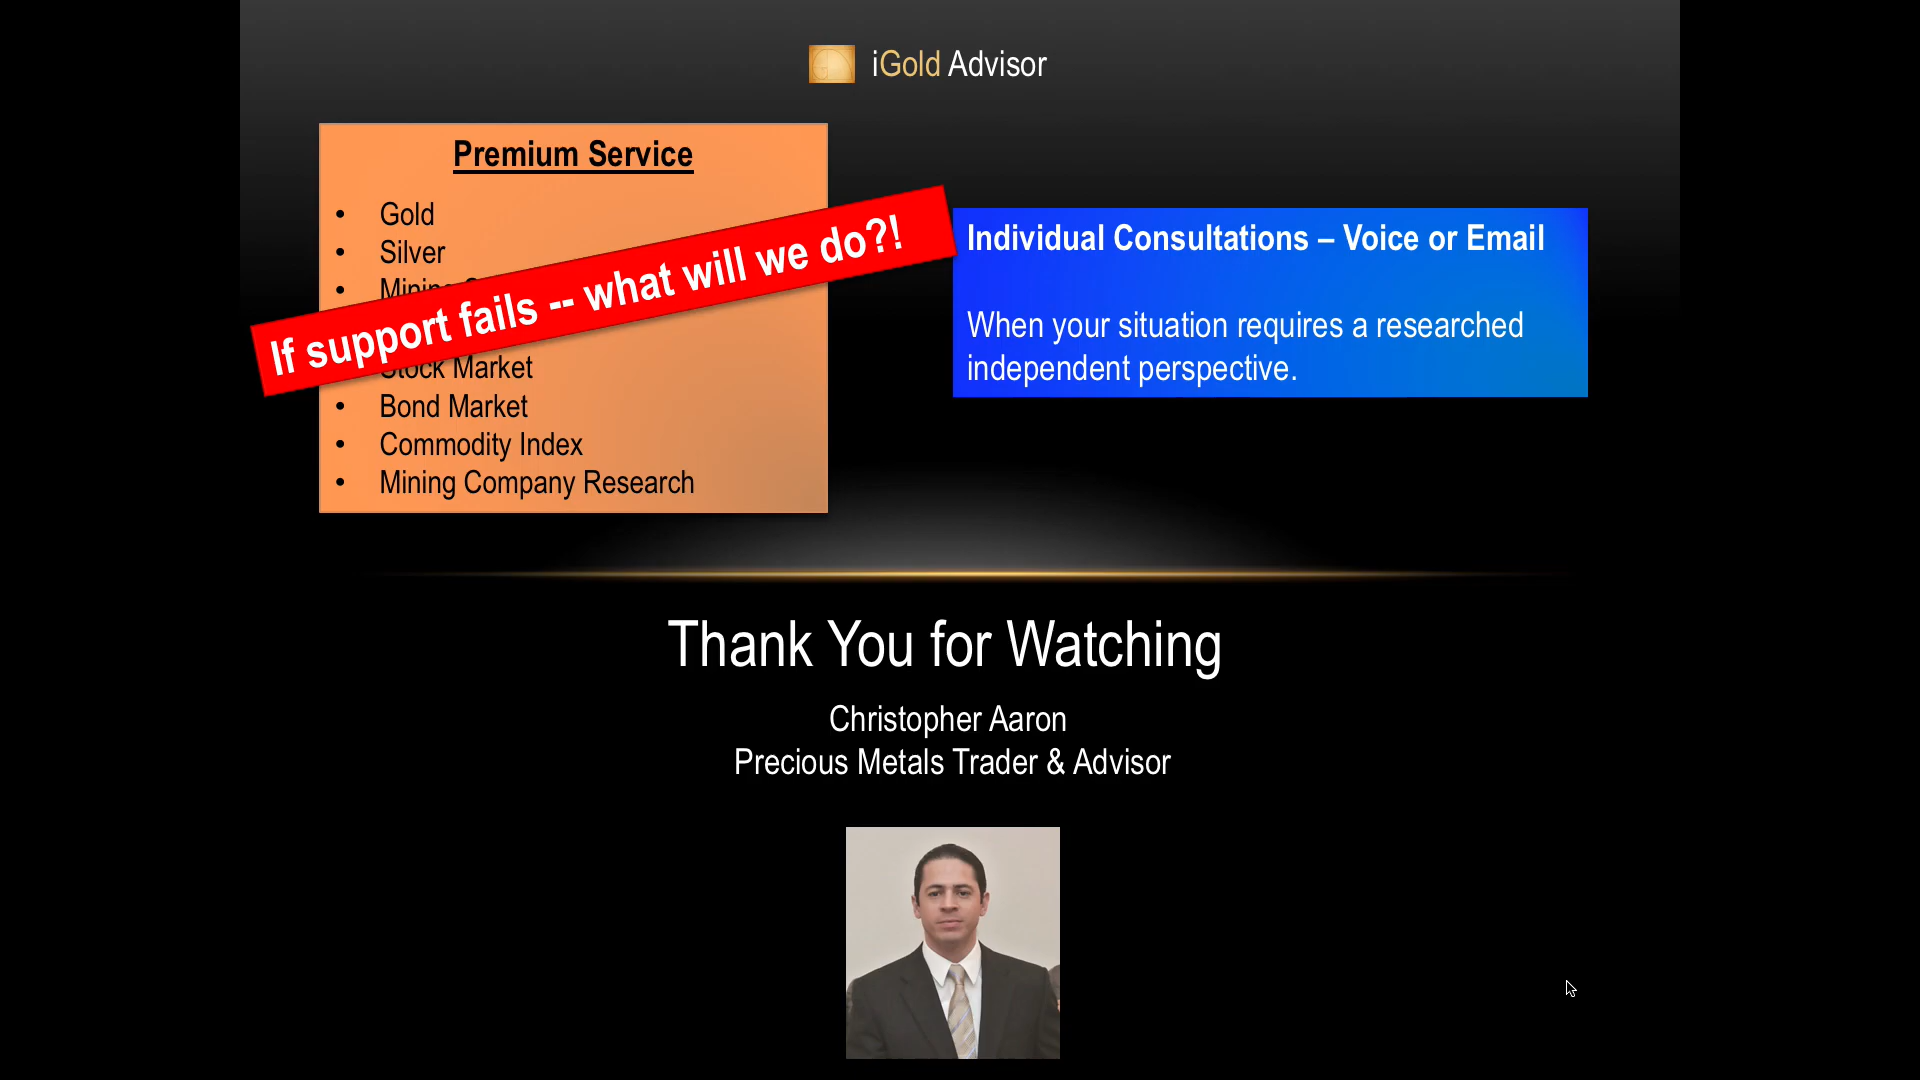 iGold Advisor
Premium Service
• Gold
• Silver
• Mining
If support fails -- what will we do?!
Stock Market
• Bond Market
• Commodity Index
• Mining Company Research
Individual Consultations – Voice or Email
When your situation requires a researched
independent perspective.
Thank You for Watching
Christopher Aaron
Precious Metals Trader & Advisor